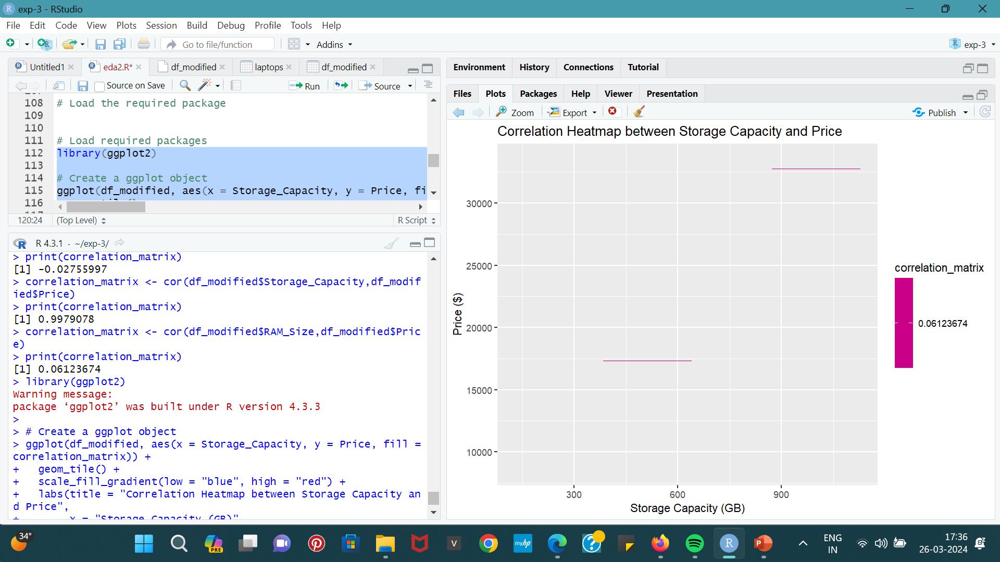 exp-3 - RStudio
File Edit Code View Plots Session Build Debug Profile Tools Help
Go to file/function Addins exp-3
Untitled1 eda2.R* df_modified laptops df_modified
Source on Save Run Source
108 # Load the required package
109
110
111 # Load required packages
112 library(ggplot2)
113
114 # Create a ggplot object
115 ggplot(df_modified, aes(x = Storage_Capacity, y = Price, fi
116
120:24 (Top Level) R Script
R 4.3.1 · ~/exp-3/
> print(correlation_matrix)
[1] -0.02755997
> correlation_matrix <- cor(df_modified$Storage_Capacity,df_modif
ied$Price)
> print(correlation_matrix)
[1] 0.9979078
> correlation_matrix <- cor(df_modified$RAM_Size,df_modified$Pric
e)
> print(correlation_matrix)
[1] 0.06123674
> library(ggplot2)
Warning message:
package ‘ggplot2’ was built under R version 4.3.3
>
> # Create a ggplot object
> ggplot(df_modified, aes(x = Storage_Capacity, y = Price, fill =
correlation_matrix)) +
+   geom_tile() +
+   scale_fill_gradient(low = "blue", high = "red") +
+   labs(title = "Correlation Heatmap between Storage Capacity an
d Price",
+        x = "Storage Capacity (GB)"
Environment History Connections Tutorial
Files Plots Packages Help Viewer Presentation
Zoom Export Publish
Correlation Heatmap between Storage Capacity and Price
30000
25000
20000
15000
10000
Price ($)
300 600 900
Storage Capacity (GB)
correlation_matrix
0.06123674
34°
PRE
V
myhp
R
P
ENG
IN
17:36
26-03-2024